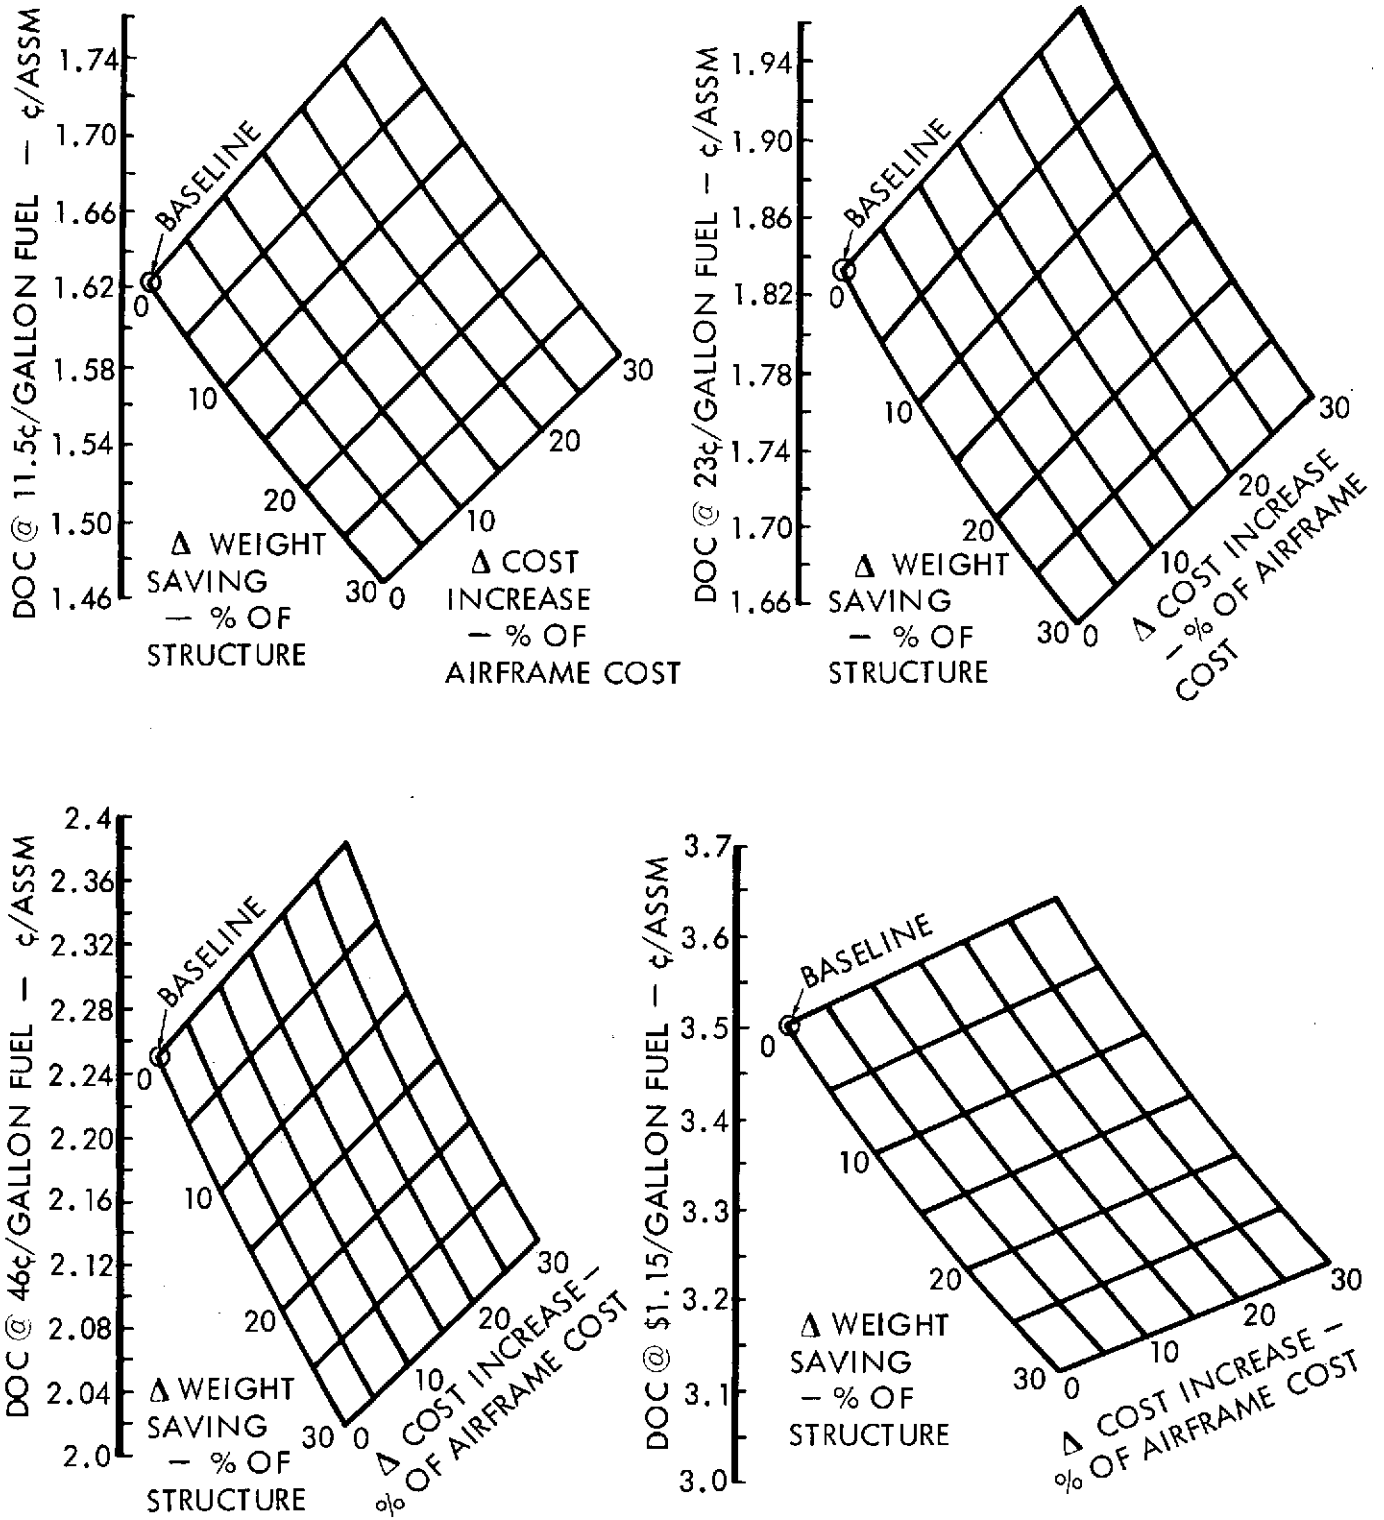 DOC @ 11.5¢/GALLON FUEL — ¢/ASSM
1.74
1.70
1.66
1.62
1.58
1.54
1.50
1.46
BASELINE
0
10
20
30
0
10
20
30
Δ WEIGHT
SAVING
— % OF
STRUCTURE
Δ COST
INCREASE
— % OF
AIRFRAME COST
DOC @ 23¢/GALLON FUEL — ¢/ASSM
1.94
1.90
1.86
1.82
1.78
1.74
1.70
1.66
BASELINE
0
10
20
30
0
10
20
30
Δ WEIGHT
SAVING
— % OF
STRUCTURE
Δ COST INCREASE
— % OF AIRFRAME
COST
DOC @ 46¢/GALLON FUEL — ¢/ASSM
2.4
2.36
2.32
2.28
2.24
2.20
2.16
2.12
2.08
2.04
2.0
BASELINE
0
10
20
30
0
10
20
30
Δ WEIGHT
SAVING
— % OF
STRUCTURE
Δ COST INCREASE —
% OF AIRFRAME COST
DOC @ $1.15/GALLON FUEL — ¢/ASSM
3.7
3.6
3.5
3.4
3.3
3.2
3.1
3.0
BASELINE
0
10
20
30
0
10
20
30
Δ WEIGHT
SAVING
— % OF
STRUCTURE
Δ COST INCREASE —
% OF AIRFRAME COST